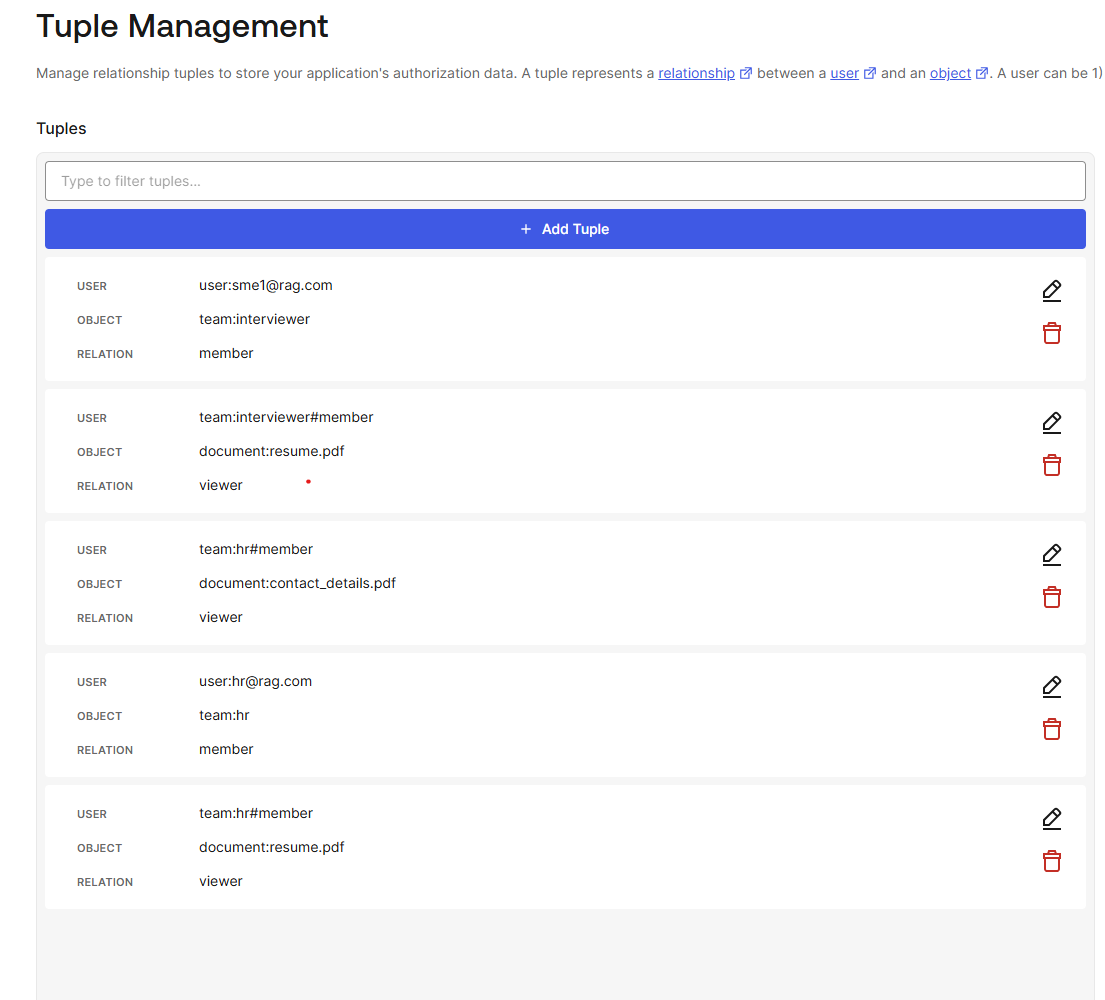 Tuple Management
Manage relationship tuples to store your application's authorization data. A tuple represents a relationship between a user and an object. A user can be 1)
Tuples
Type to filter tuples...
+ Add Tuple
USER user:sme1@rag.com
OBJECT team:interviewer
RELATION member
USER team:interviewer#member
OBJECT document:resume.pdf
RELATION viewer
USER team:hr#member
OBJECT document:contact_details.pdf
RELATION viewer
USER user:hr@rag.com
OBJECT team:hr
RELATION member
USER team:hr#member
OBJECT document:resume.pdf
RELATION viewer